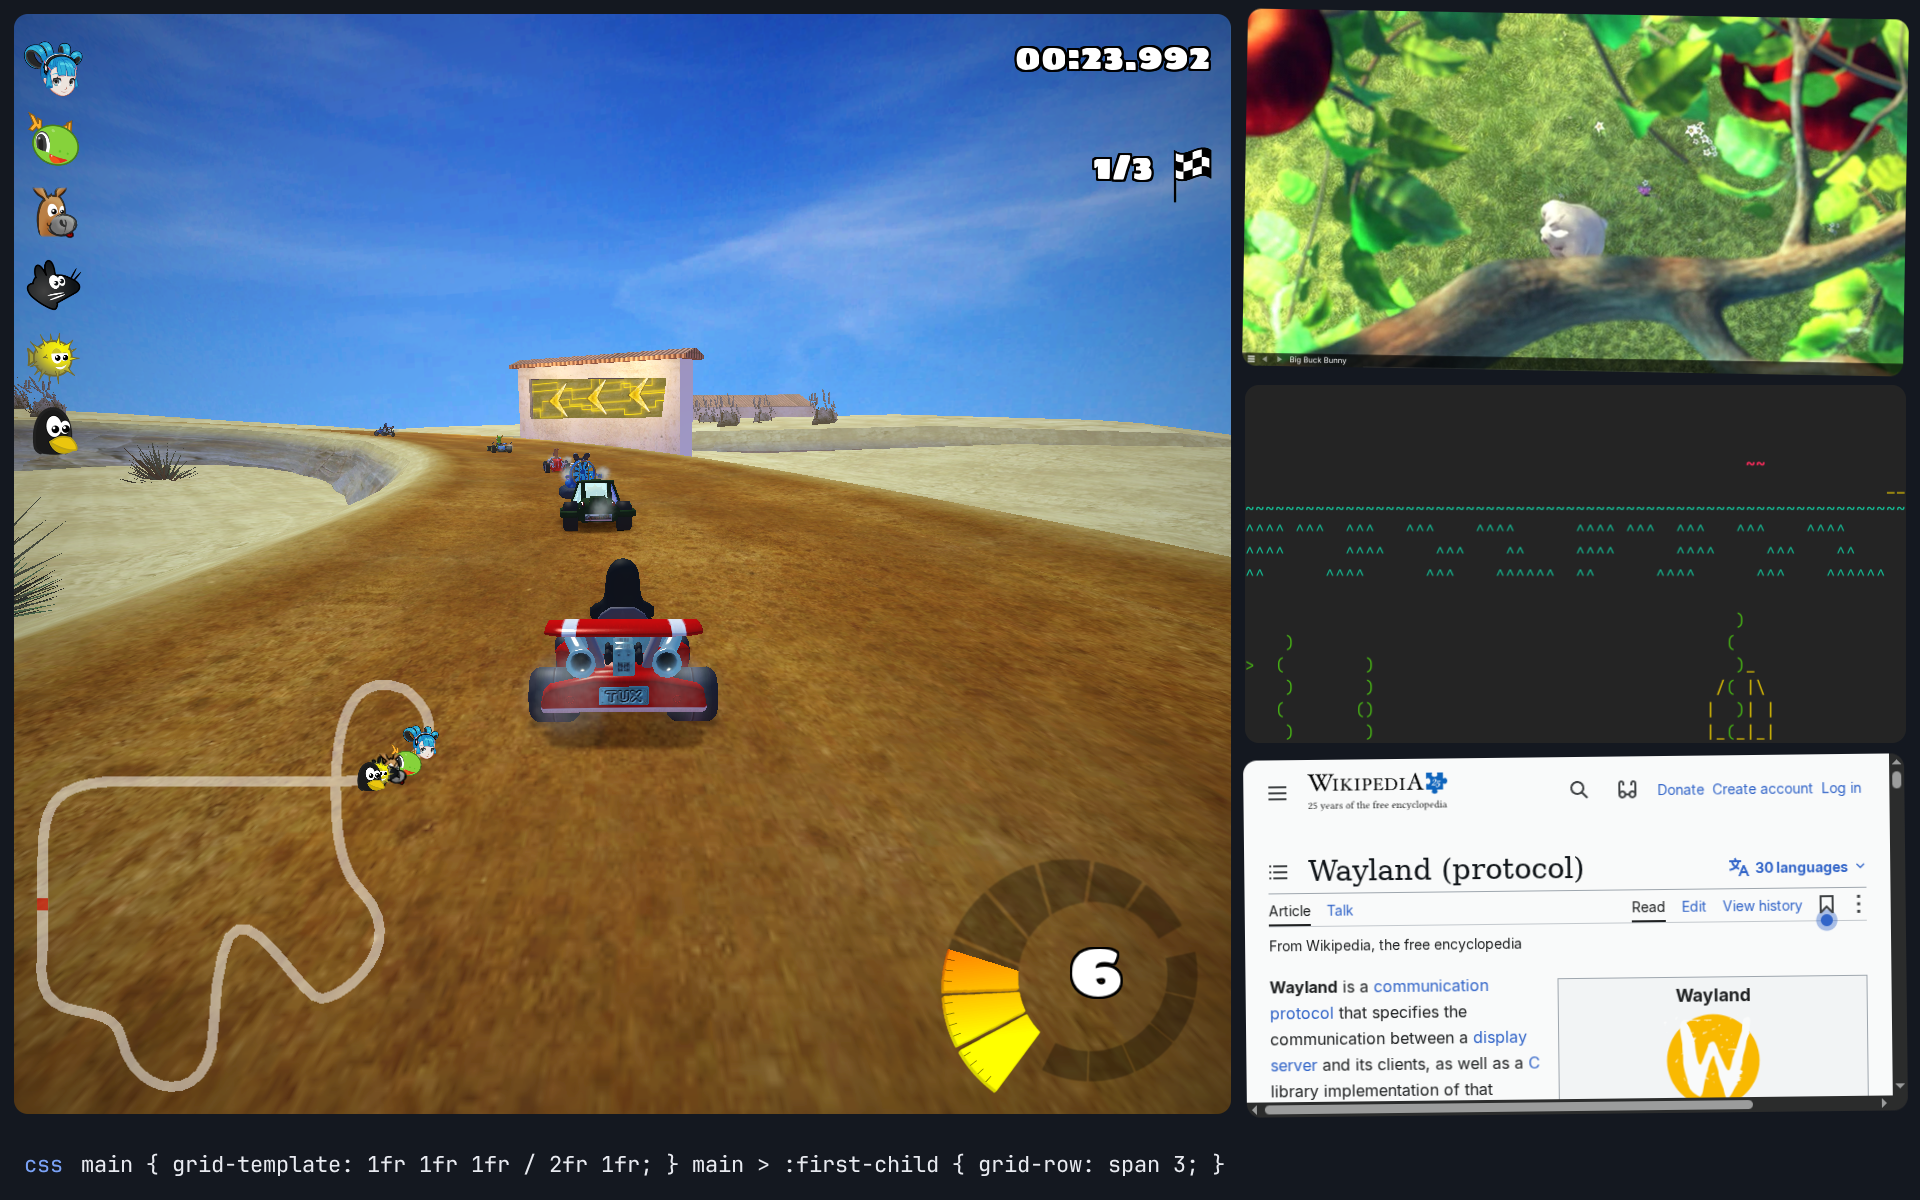 00:23.992
1/3
TUX
6
Big Buck Bunny
WIKIPEDIA 25
25 years of the free encyclopedia
Donate Create account Log in
Wayland (protocol)
30 languages
Article Talk
Read Edit View history
From Wikipedia, the free encyclopedia
Wayland is a communication
protocol that specifies the
communication between a display
server and its clients, as well as a C
library implementation of that
Wayland
W
css main { grid-template: 1fr 1fr 1fr / 2fr 1fr; } main > :first-child { grid-row: span 3; }